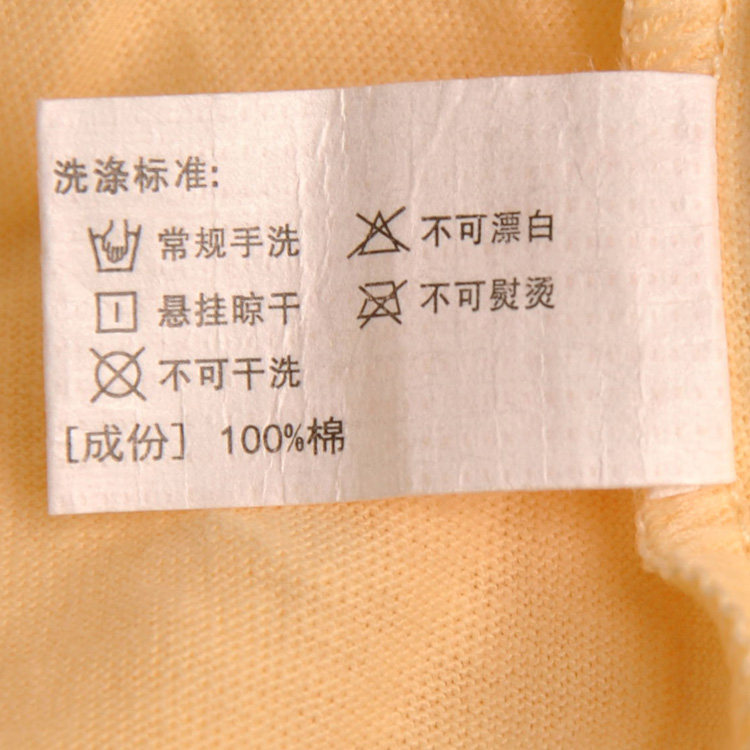 洗涤标准:
常规手洗 不可漂白
悬挂晾干 不可熨烫
不可干洗
[成份] 100%棉